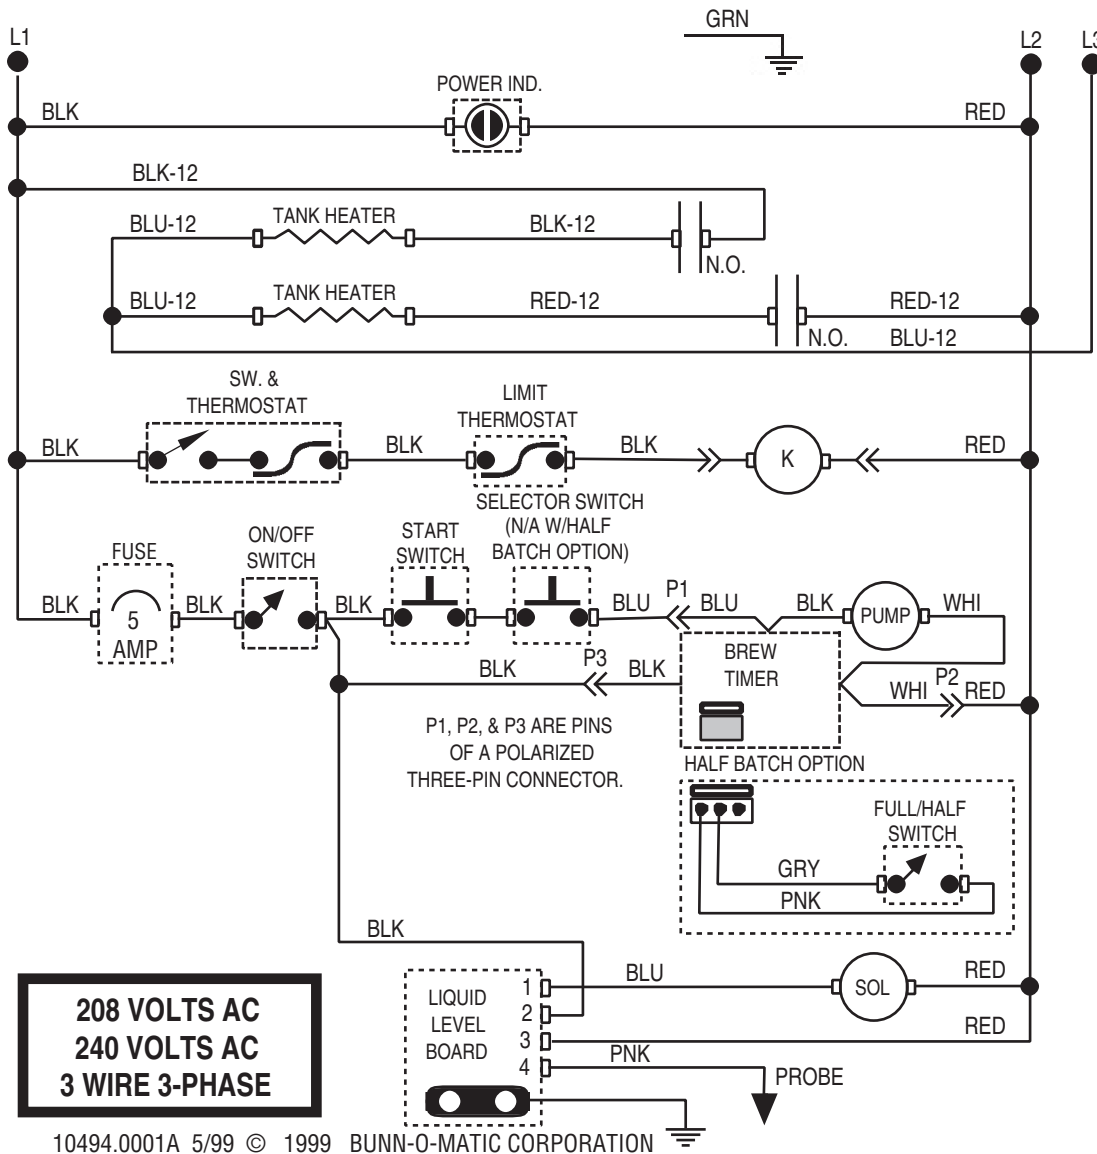 GRN
L1
L2
L3
POWER IND.
BLK
RED
BLK-12
BLU-12
TANK HEATER
BLK-12
N.O.
BLU-12
TANK HEATER
RED-12
RED-12
N.O.
BLU-12
SW. &
THERMOSTAT
LIMIT
THERMOSTAT
BLK
BLK
BLK
K
RED
SELECTOR SWITCH
(N/A W/HALF
BATCH OPTION)
START
SWITCH
ON/OFF
SWITCH
FUSE
BLK
5
AMP
BLK
BLK
BLU
P1
BLU
BLK
PUMP
WHI
BREW
TIMER
BLK
P3
BLK
WHI
P2
RED
P1, P2, & P3 ARE PINS
OF A POLARIZED
THREE-PIN CONNECTOR.
HALF BATCH OPTION
FULL/HALF
SWITCH
GRY
PNK
BLK
LIQUID
LEVEL
BOARD
1
2
3
4
BLU
SOL
RED
RED
PNK
PROBE
208 VOLTS AC
240 VOLTS AC
3 WIRE 3-PHASE
10494.0001A 5/99 © 1999 BUNN-O-MATIC CORPORATION